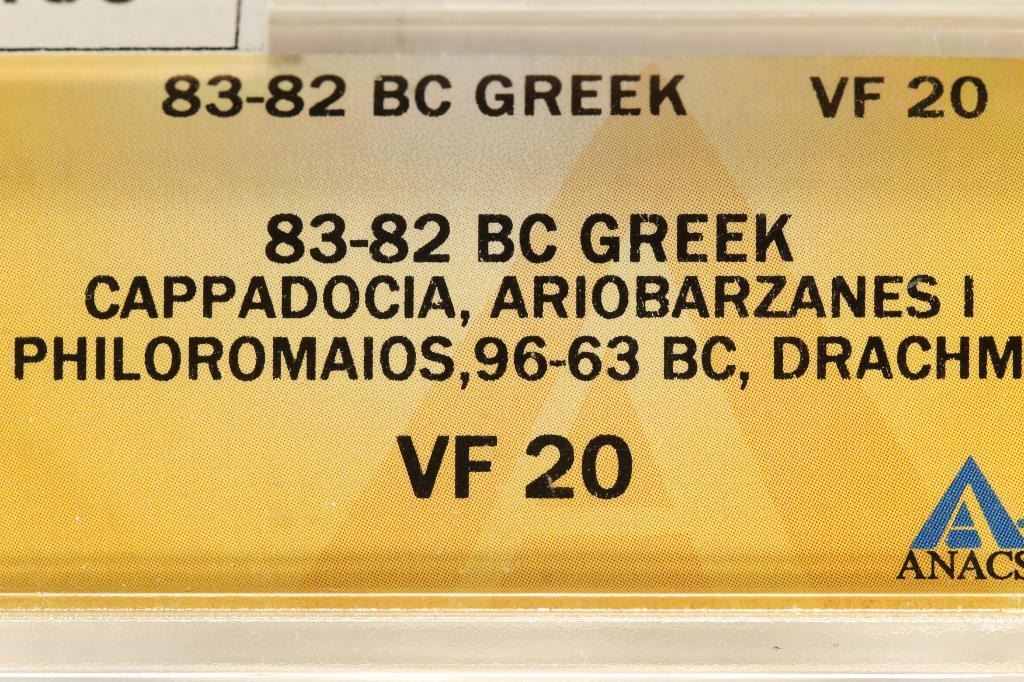 83-82 BC GREEK VF 20
83-82 BC GREEK
CAPPADOCIA, ARIOBARZANES I
PHILOROMAIOS,96-63 BC, DRACHM
VF 20
ANACS